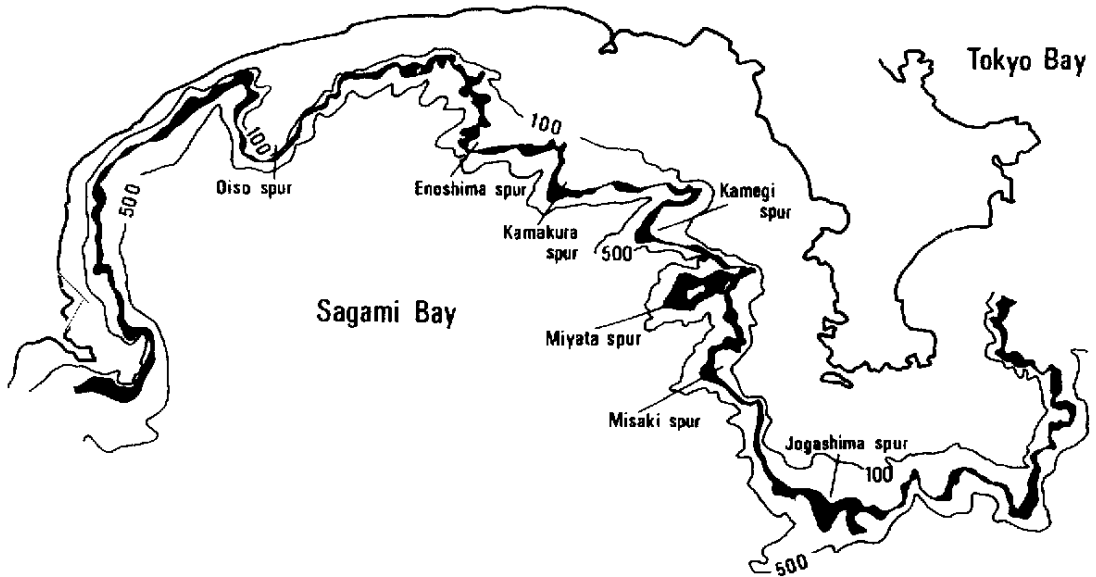 Tokyo Bay
100
100
Oiso spur
Enoshima spur
500
Kamegi
spur
Kamakura
spur
500
Sagami Bay
Miyata spur
Misaki spur
Jogashima spur
100
500